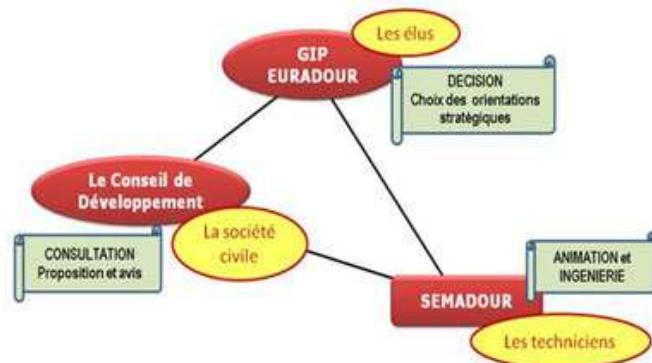 Les élus
GIP
EURADOUR
DECISION
Choix des orientations
stratégiques
Le Conseil de
Développement
La société
civile
CONSULTATION
Proposition et avis
ANIMATION et
INGENIERIE
SEMADOUR
Les techniciens